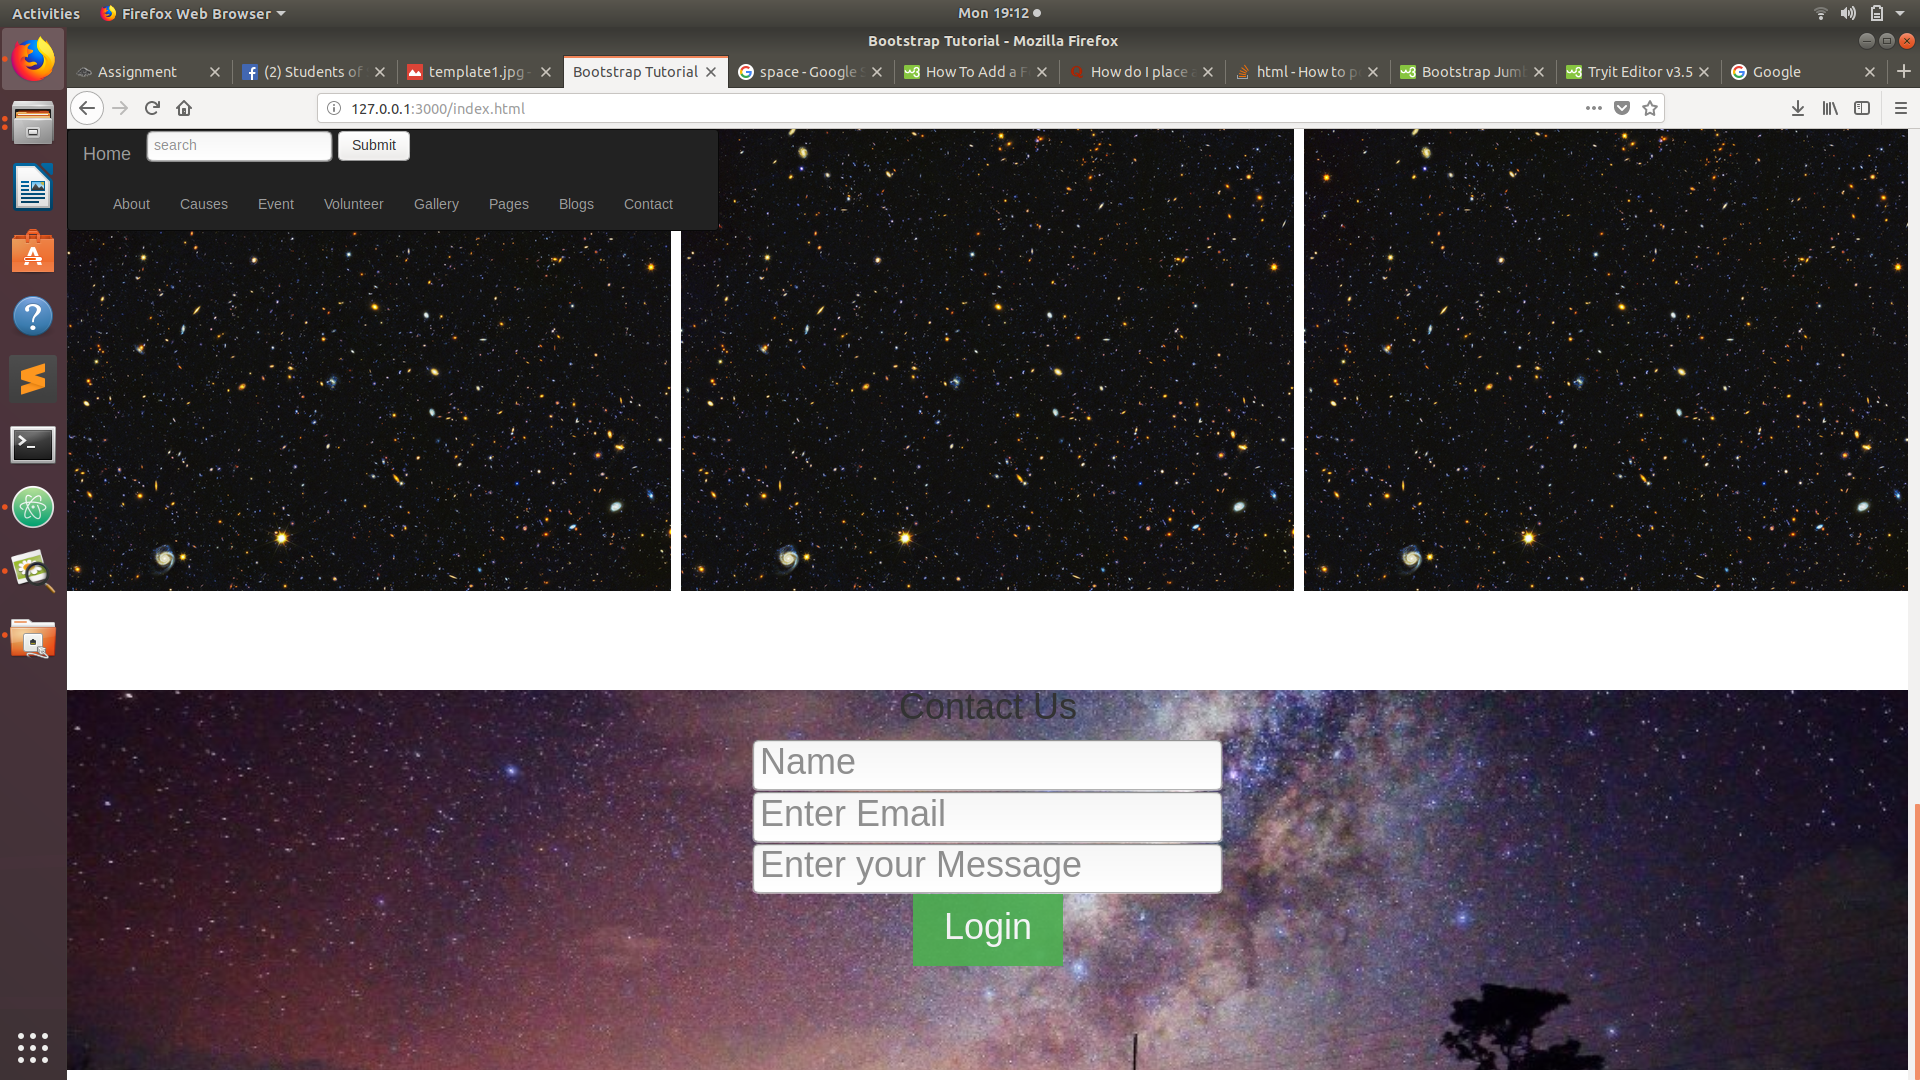 Activities
Firefox Web Browser
Mon 19:12
Bootstrap Tutorial - Mozilla Firefox
Assignment
(2) Students of
template1.jpg -
Bootstrap Tutorial
space - Google S
How To Add a F
How do I place a
html - How to p
Bootstrap Jumb
Tryit Editor v3.5
Google
127.0.0.1:3000/index.html
Home
search
Submit
About
Causes
Event
Volunteer
Gallery
Pages
Blogs
Contact
Contact Us
Name
Enter Email
Enter your Message
Login